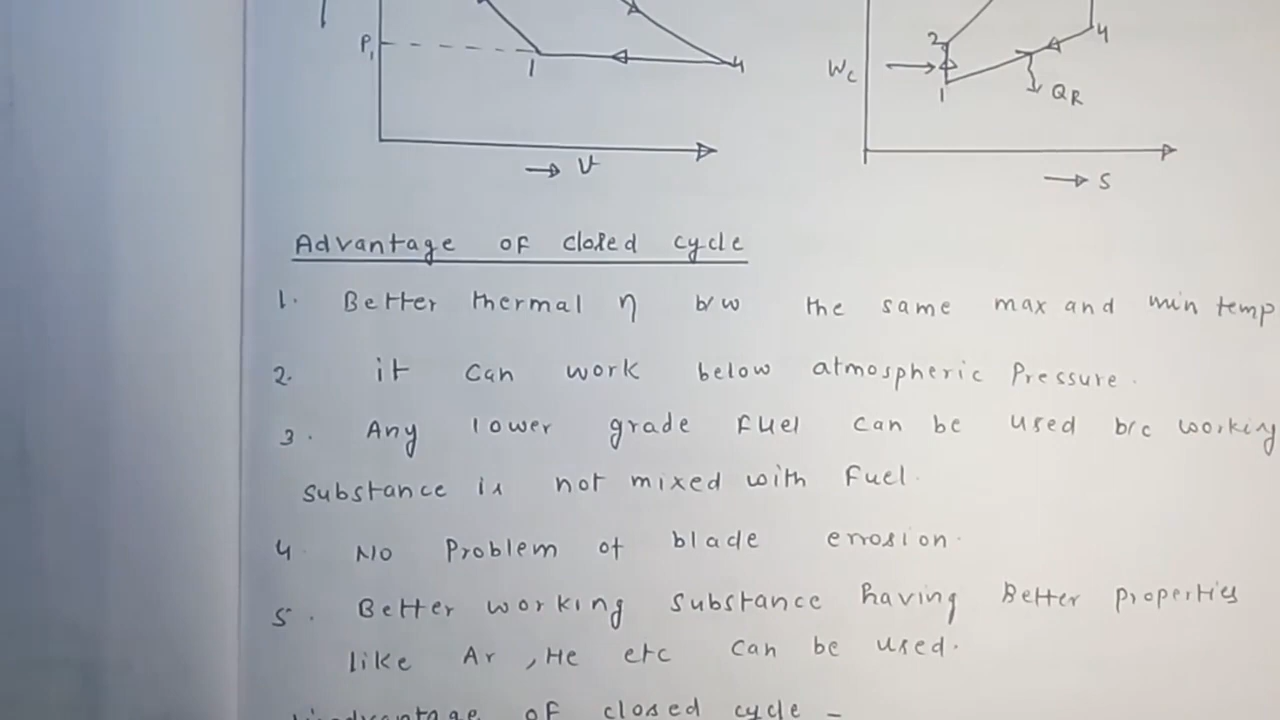 P1
1
4
→ V
2
4
Wc
1
QR
→ S
Advantage of closed cycle
1. Better thermal η b/w the same max and min temp
2. it can work below atmospheric Pressure.
3. Any lower grade fuel can be used b/c working
substance is not mixed with fuel.
4 No Problem of blade errosion.
5. Better working substance having Better properties
like Ar, He etc can be used.
of closed cycle -